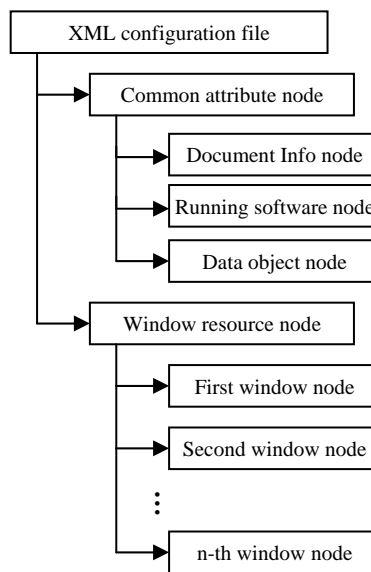 XML configuration file
Common attribute node
Document Info node
Running software node
Data object node
Window resource node
First window node
Second window node
...
n-th window node